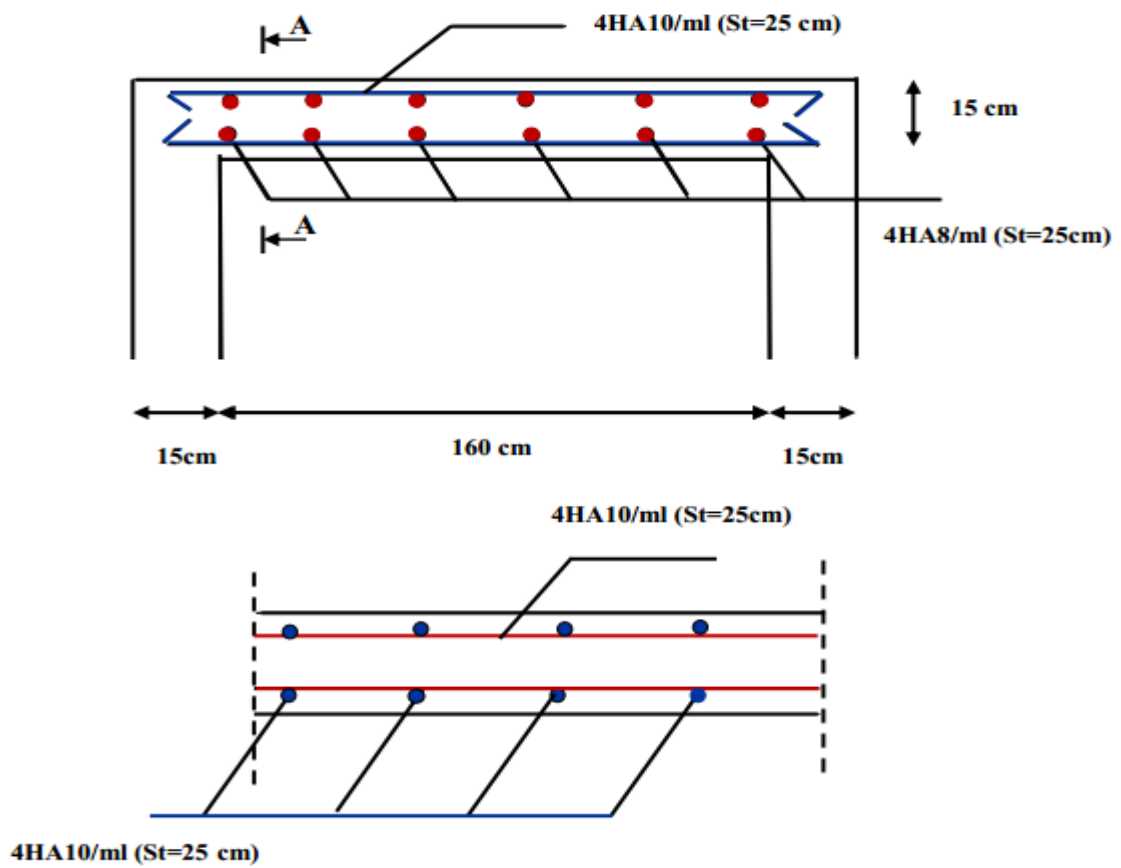 4HA10/ml (St=25 cm)
A
15 cm
A
4HA8/ml (St=25cm)
15cm
160 cm
15cm
4HA10/ml (St=25cm)
4HA10/ml (St=25 cm)